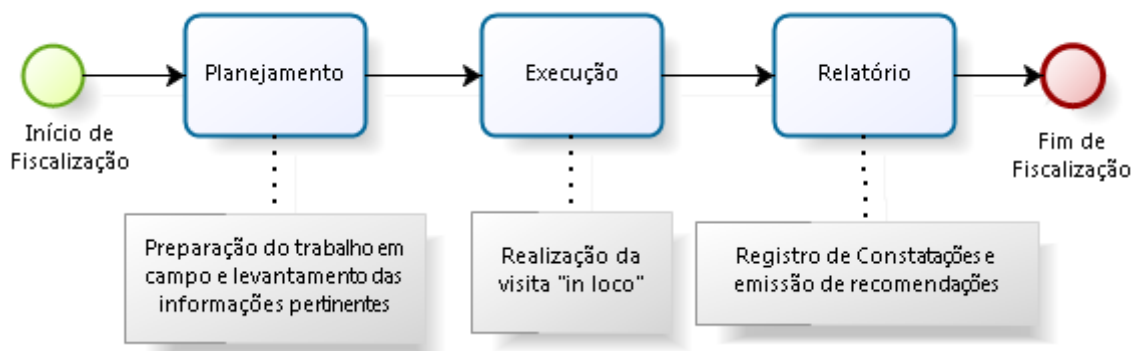 Planejamento
Execução
Relatório
Início de
Fiscalização
Fim de
Fiscalização
Preparação do trabalho em
campo e levantamento das
informações pertinentes
Realização da
visita "in loco"
Registro de Constatações e
emissão de recomendações